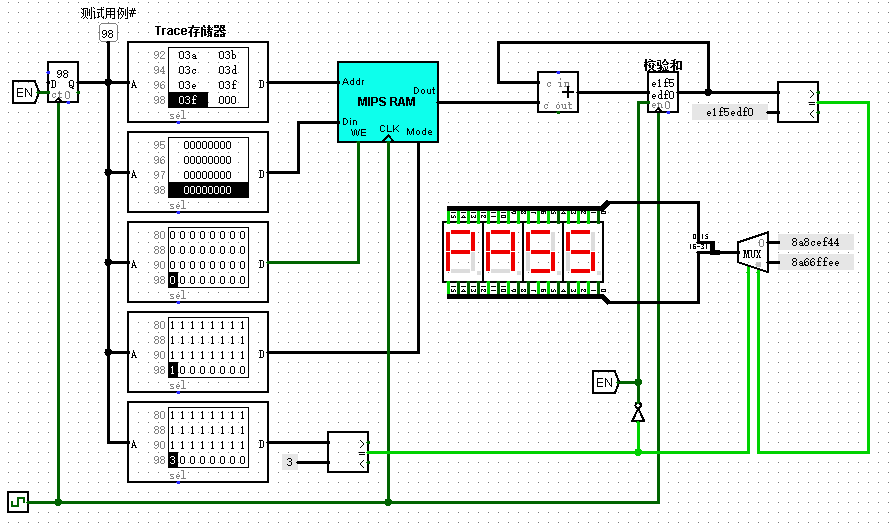 测试用例#
98
Trace存储器
EN
98
D Q
ct0
A
92 03a 03b
94 03c 03d
96 03e 03f
98 03f 000
D
sel
A
95 00000000
96 00000000
97 00000000
98 00000000
D
sel
A
80 0 0 0 0 0 0 0 0
88 0 0 0 0 0 0 0 0
90 0 0 0 0 0 0 0 0
98 0 0 0 0 0 0 0 0
D
sel
A
80 1 1 1 1 1 1 1 1
88 1 1 1 1 1 1 1 1
90 1 1 1 1 1 1 1 1
98 1 0 0 0 0 0 0 0
D
sel
A
80 1 1 1 1 1 1 1 1
88 1 1 1 1 1 1 1 1
90 1 1 1 1 1 1 1 1
98 3 0 0 0 0 0 0 0
D
sel
Addr
Dout
MIPS RAM
Din
WE CLK Mode
c in
+
c out
校验和
e1f5
edf0
en0
e1f5edf0
>
=
<
PASS
0-15
16-31
MUX
0
8a8cef44
8a66ffee
EN
3
>
=
<